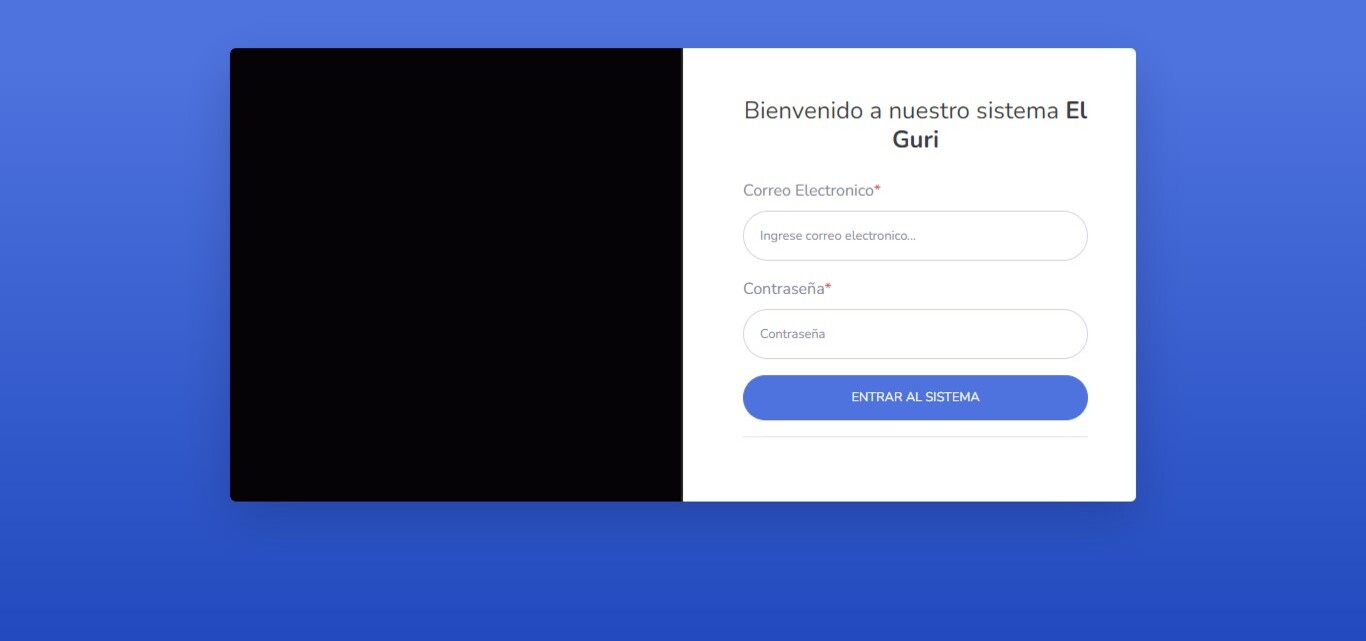 Bienvenido a nuestro sistema El
Guri
Correo Electronico*
Ingrese correo electronico...
Contraseña*
Contraseña
ENTRAR AL SISTEMA